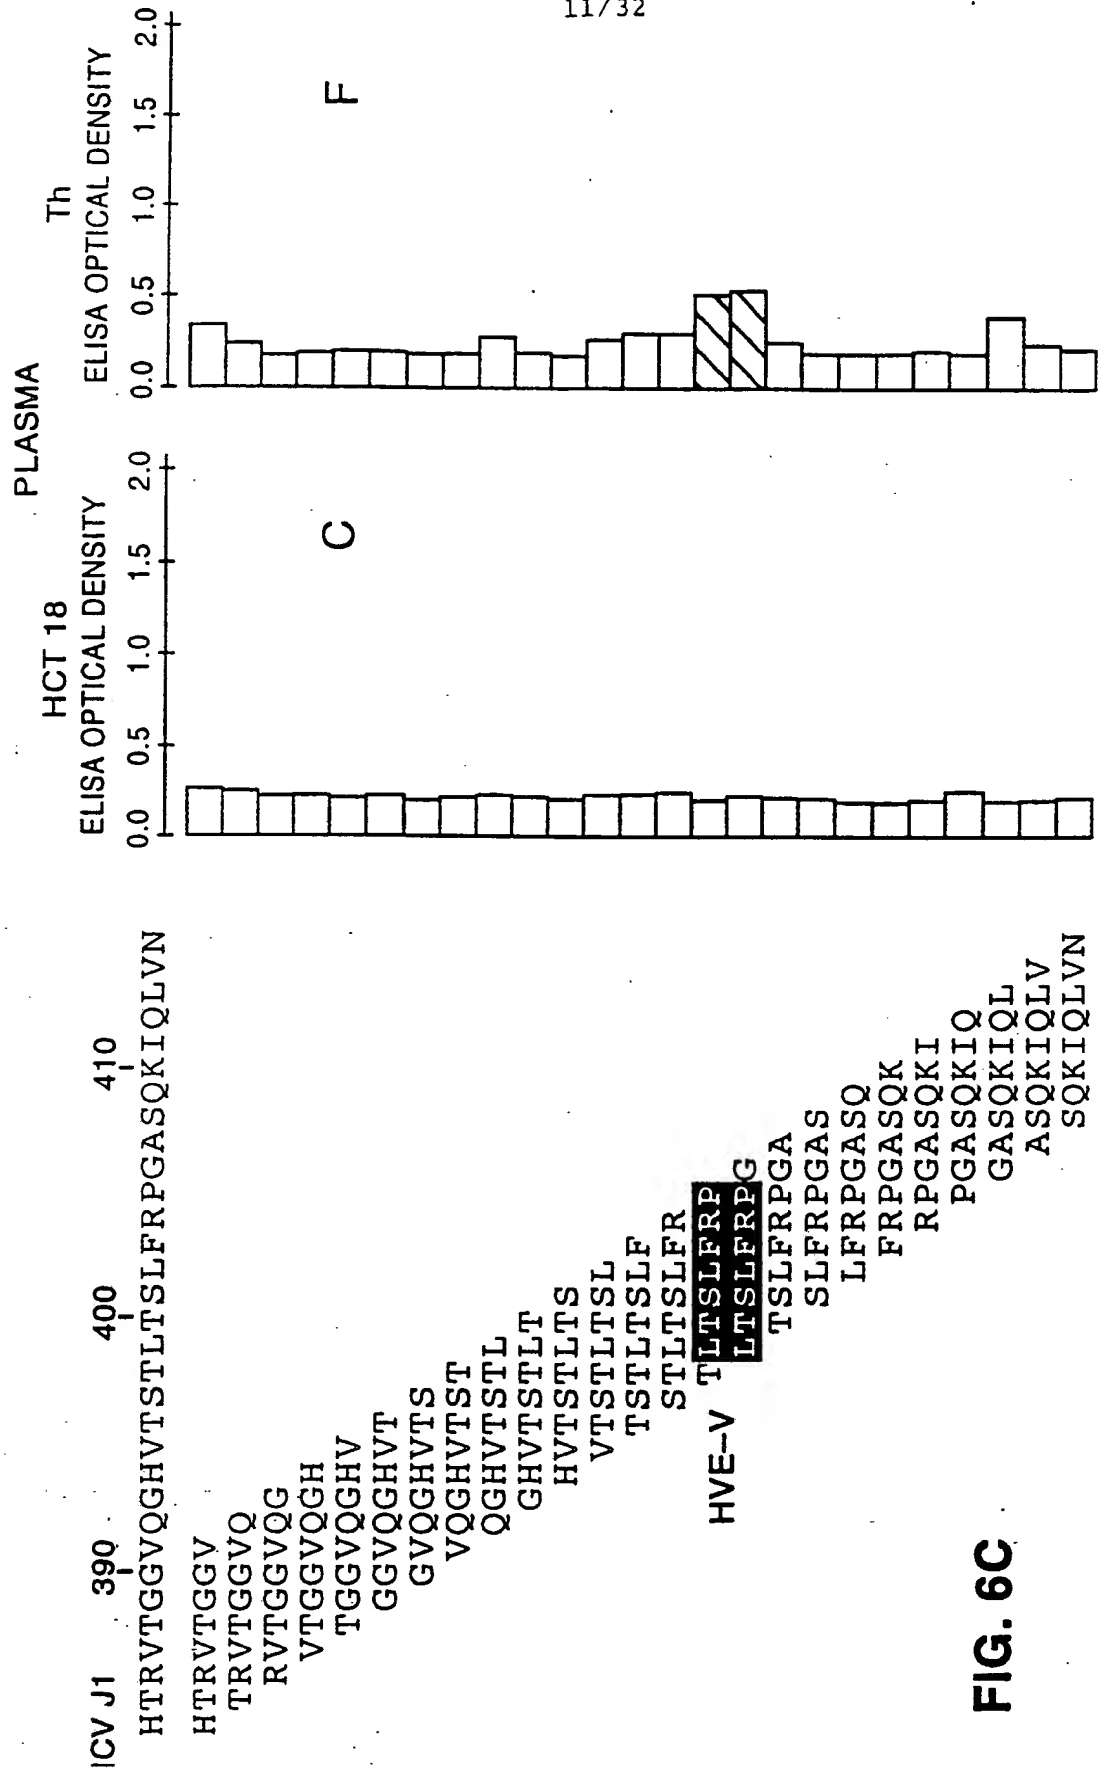 11/32
PLASMA
HCT 18
ELISA OPTICAL DENSITY
0.0 0.5 1.0 1.5 2.0
C
Th
ELISA OPTICAL DENSITY
0.0 0.5 1.0 1.5 2.0
F
ICV J1 390 400 410
HTRVTGGVQGHVTSTLTSLFRPGASQKIQLVN
HTRVTGGV
TRVTGGVQ
RVTGGVQG
VTGGVQGH
TGGVQGHV
GGVQGHVT
GVQGHVTS
VQGHVTST
QGHVTSTL
GHVTSTLT
HVTSTLTS
VTSTLTSL
TSTLTSLF
STLTSLFR
HVE-V TLTSLFRP
LTSLFRPG
TSLFRPGA
SLFRPGAS
LFRPGASQ
FRPGASQK
RPGASQKI
PGASQKIQ
GASQKIQL
ASQKIQLV
SQKIQLVN
FIG. 6C